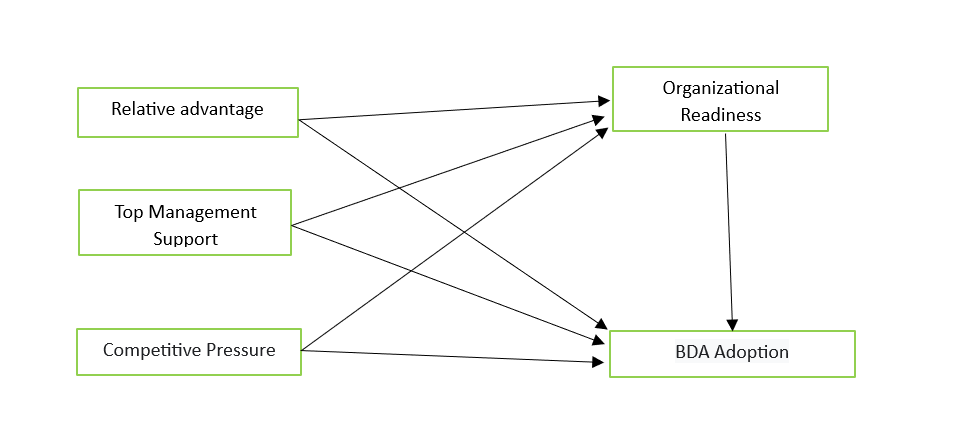 Relative advantage
Organizational
Readiness
Top Management
Support
Competitive Pressure
BDA Adoption